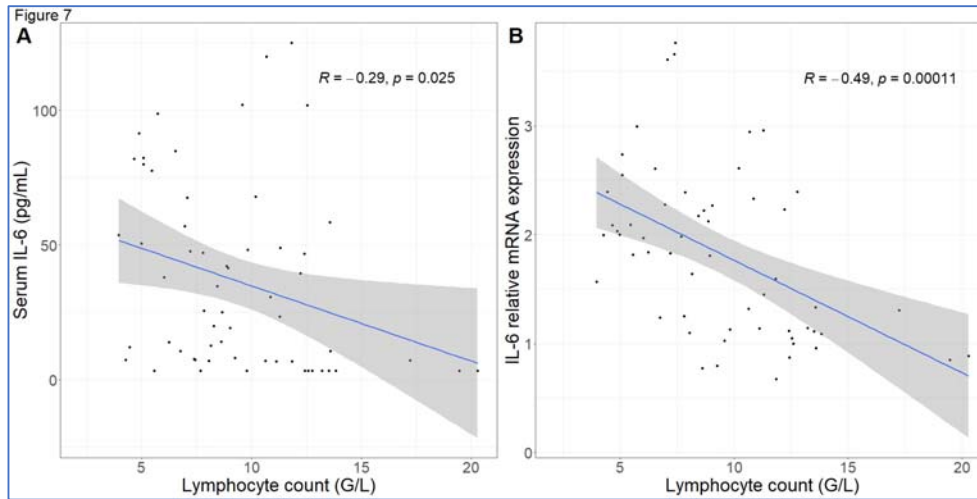 Figure 7
A
R = −0.29, p = 0.025
Serum IL-6 (pg/mL)
100
50
0
5 10 15 20
Lymphocyte count (G/L)
B
R = −0.49, p = 0.00011
IL-6 relative mRNA expression
3
2
1
0
5 10 15 20
Lymphocyte count (G/L)